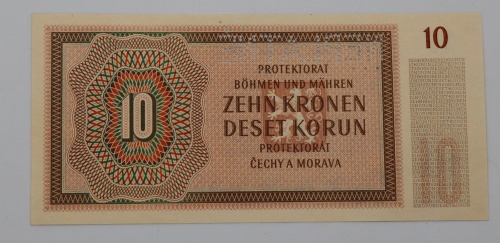 10
PROTEKTORAT
BÖHMEN UND MÄHREN
ZEHN KRONEN
DESET KORUN
PROTEKTORÁT
ČECHY A MORAVA
10
10